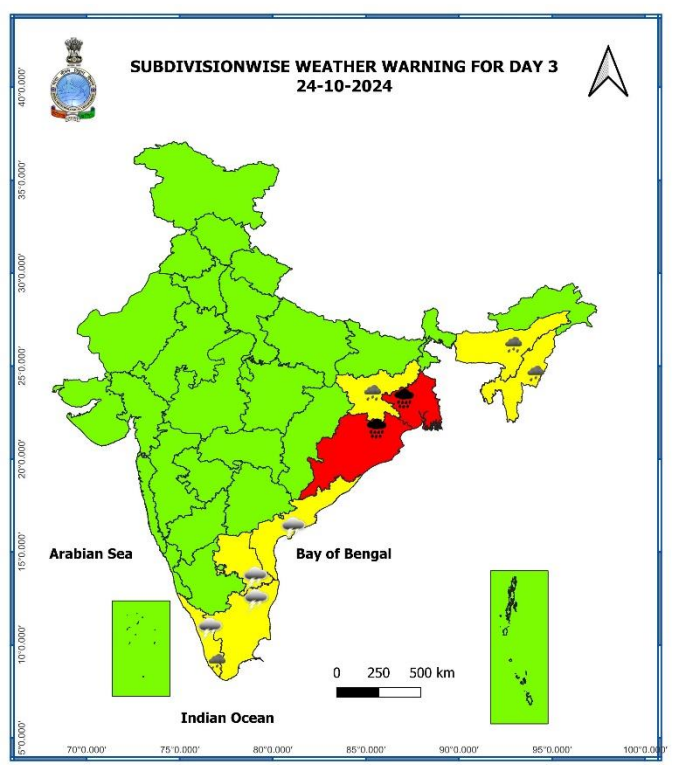 SUBDIVISIONWISE WEATHER WARNING FOR DAY 3
24-10-2024
40°0.000'
35°0.000'
30°0.000'
25°0.000'
20°0.000'
15°0.000'
10°0.000'
5°0.000'
Arabian Sea
Bay of Bengal
0 250 500 km
Indian Ocean
70°0.000' 75°0.000' 80°0.000' 85°0.000' 90°0.000' 95°0.000' 100°0.000'